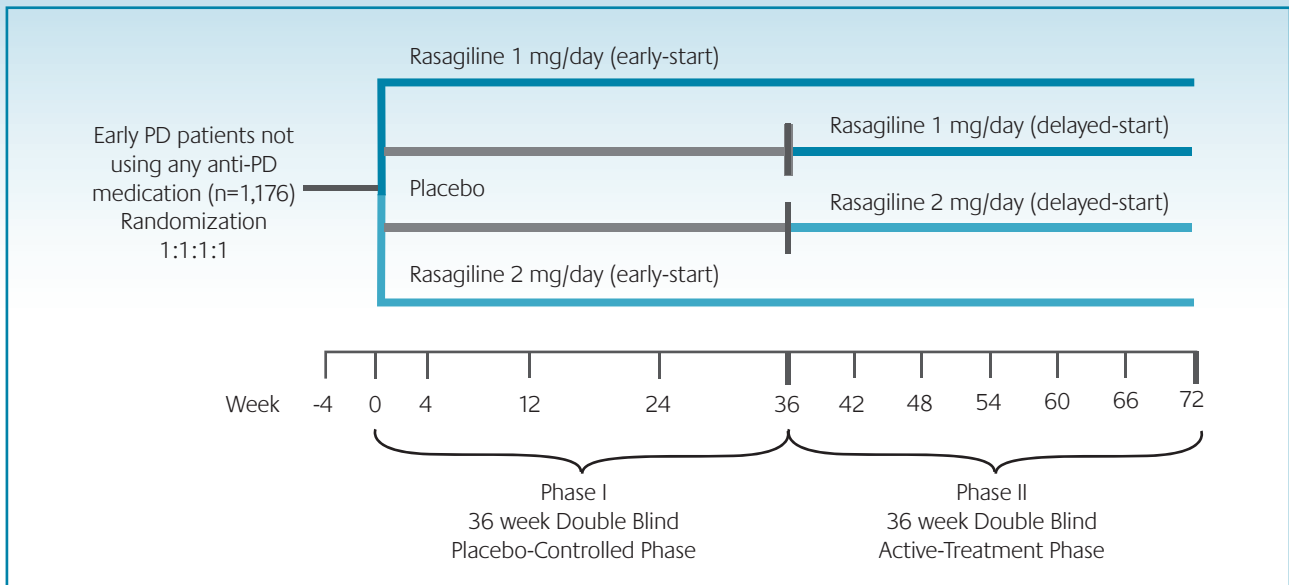 Rasagiline 1 mg/day (early-start)
Early PD patients not
using any anti-PD
medication (n=1,176)
Randomization
1:1:1:1
Rasagiline 1 mg/day (delayed-start)
Placebo
Rasagiline 2 mg/day (delayed-start)
Rasagiline 2 mg/day (early-start)
Week -4 0 4 12 24 36 42 48 54 60 66 72
Phase I
36 week Double Blind
Placebo-Controlled Phase
Phase II
36 week Double Blind
Active-Treatment Phase